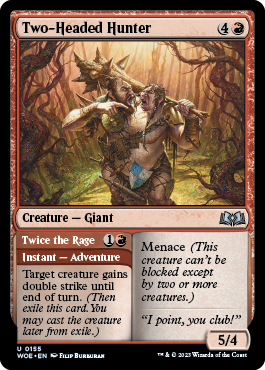 Two-Headed Hunter 4
Creature — Giant
Twice the Rage 1
Instant — Adventure
Target creature gains
double strike until
end of turn. (Then
exile this card. You
may cast the creature
later from exile.)
Menace (This
creature can't be
blocked except
by two or more
creatures.)
"I point, you club!"
5/4
U 0155
WOE • EN Filip Burburan
™ & © 2023 Wizards of the Coast